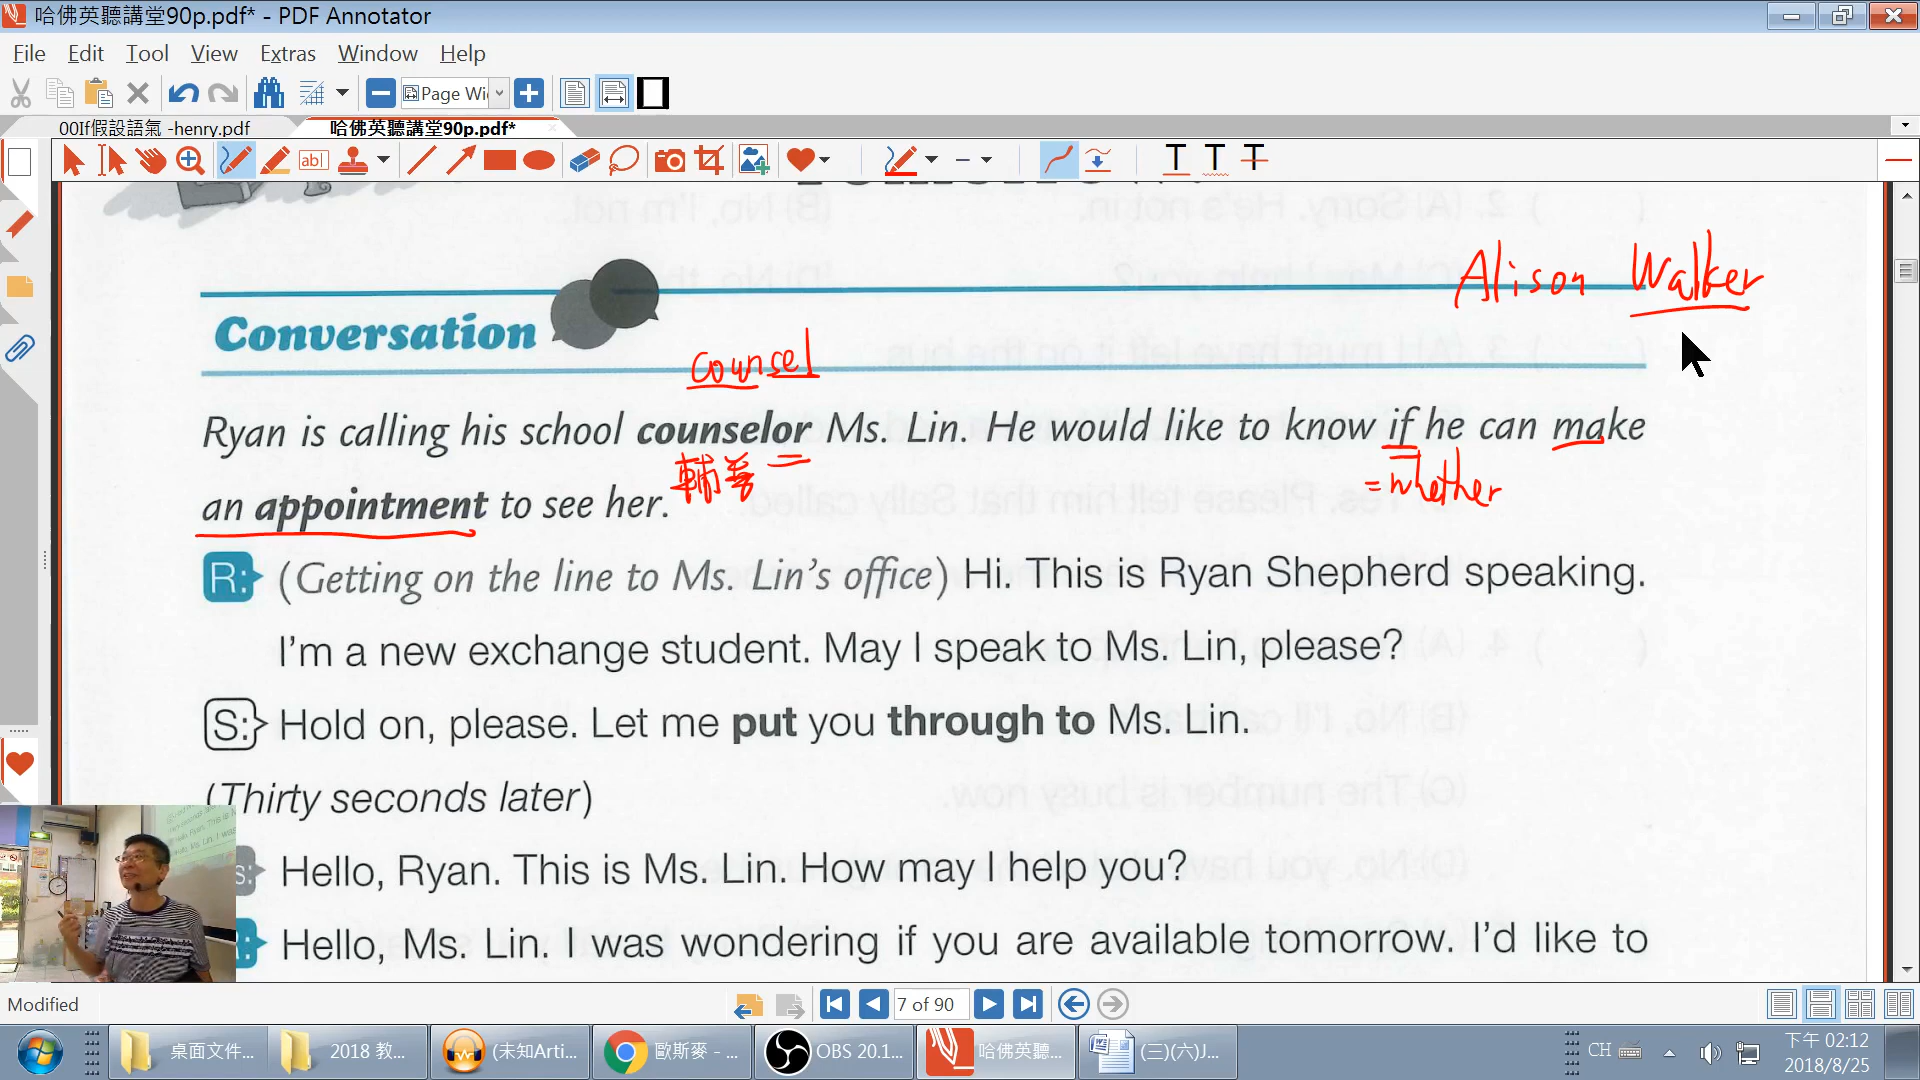 哈佛英聽講堂90p.pdf* - PDF Annotator
File Edit Tool View Extras Window Help
Page Wi
00If假設語氣 -henry.pdf
哈佛英聽講堂90p.pdf*
Alison Walker
Conversation
counsel
Ryan is calling his school counselor Ms. Lin. He would like to know if he can make
輔導
= whether
an appointment to see her.
R: (Getting on the line to Ms. Lin's office) Hi. This is Ryan Shepherd speaking.
I'm a new exchange student. May I speak to Ms. Lin, please?
S: Hold on, please. Let me put you through to Ms. Lin.
(Thirty seconds later)
Hello, Ryan. This is Ms. Lin. How may I help you?
Hello, Ms. Lin. I was wondering if you are available tomorrow. I'd like to
Modified
7 of 90
桌面文件...
2018 教...
(未知Arti...
歐斯麥 - ...
OBS 20.1...
哈佛英聽...
(三)(六)J...
CH
下午 02:12
2018/8/25